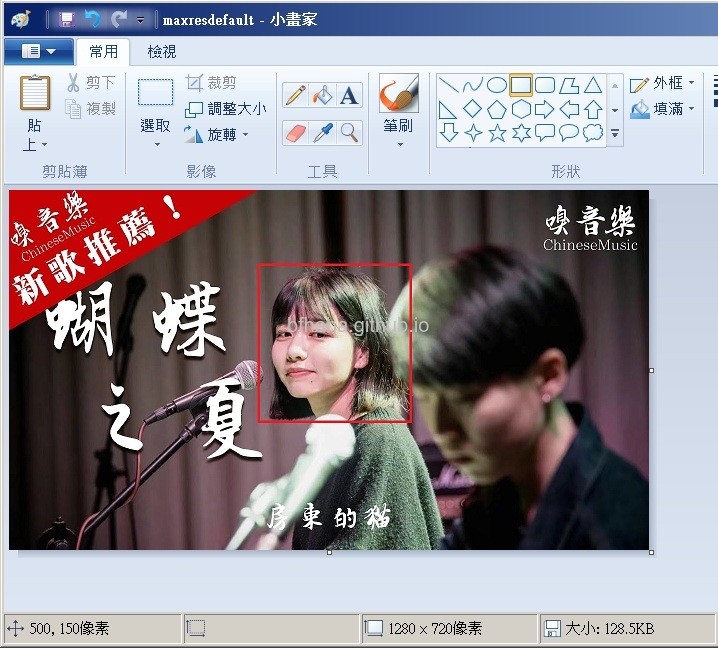 maxresdefault - 小畫家
常用 檢視
貼上
剪下
複製
剪貼簿
選取
裁剪
調整大小
旋轉
影像
A
工具
筆刷
形狀
外框
填滿
嗅音樂
ChineseMusic
新歌推薦！
嗅音樂
ChineseMusic
蝴蝶
之夏
房東的貓
500, 150像素
1280 × 720像素
大小: 128.5KB